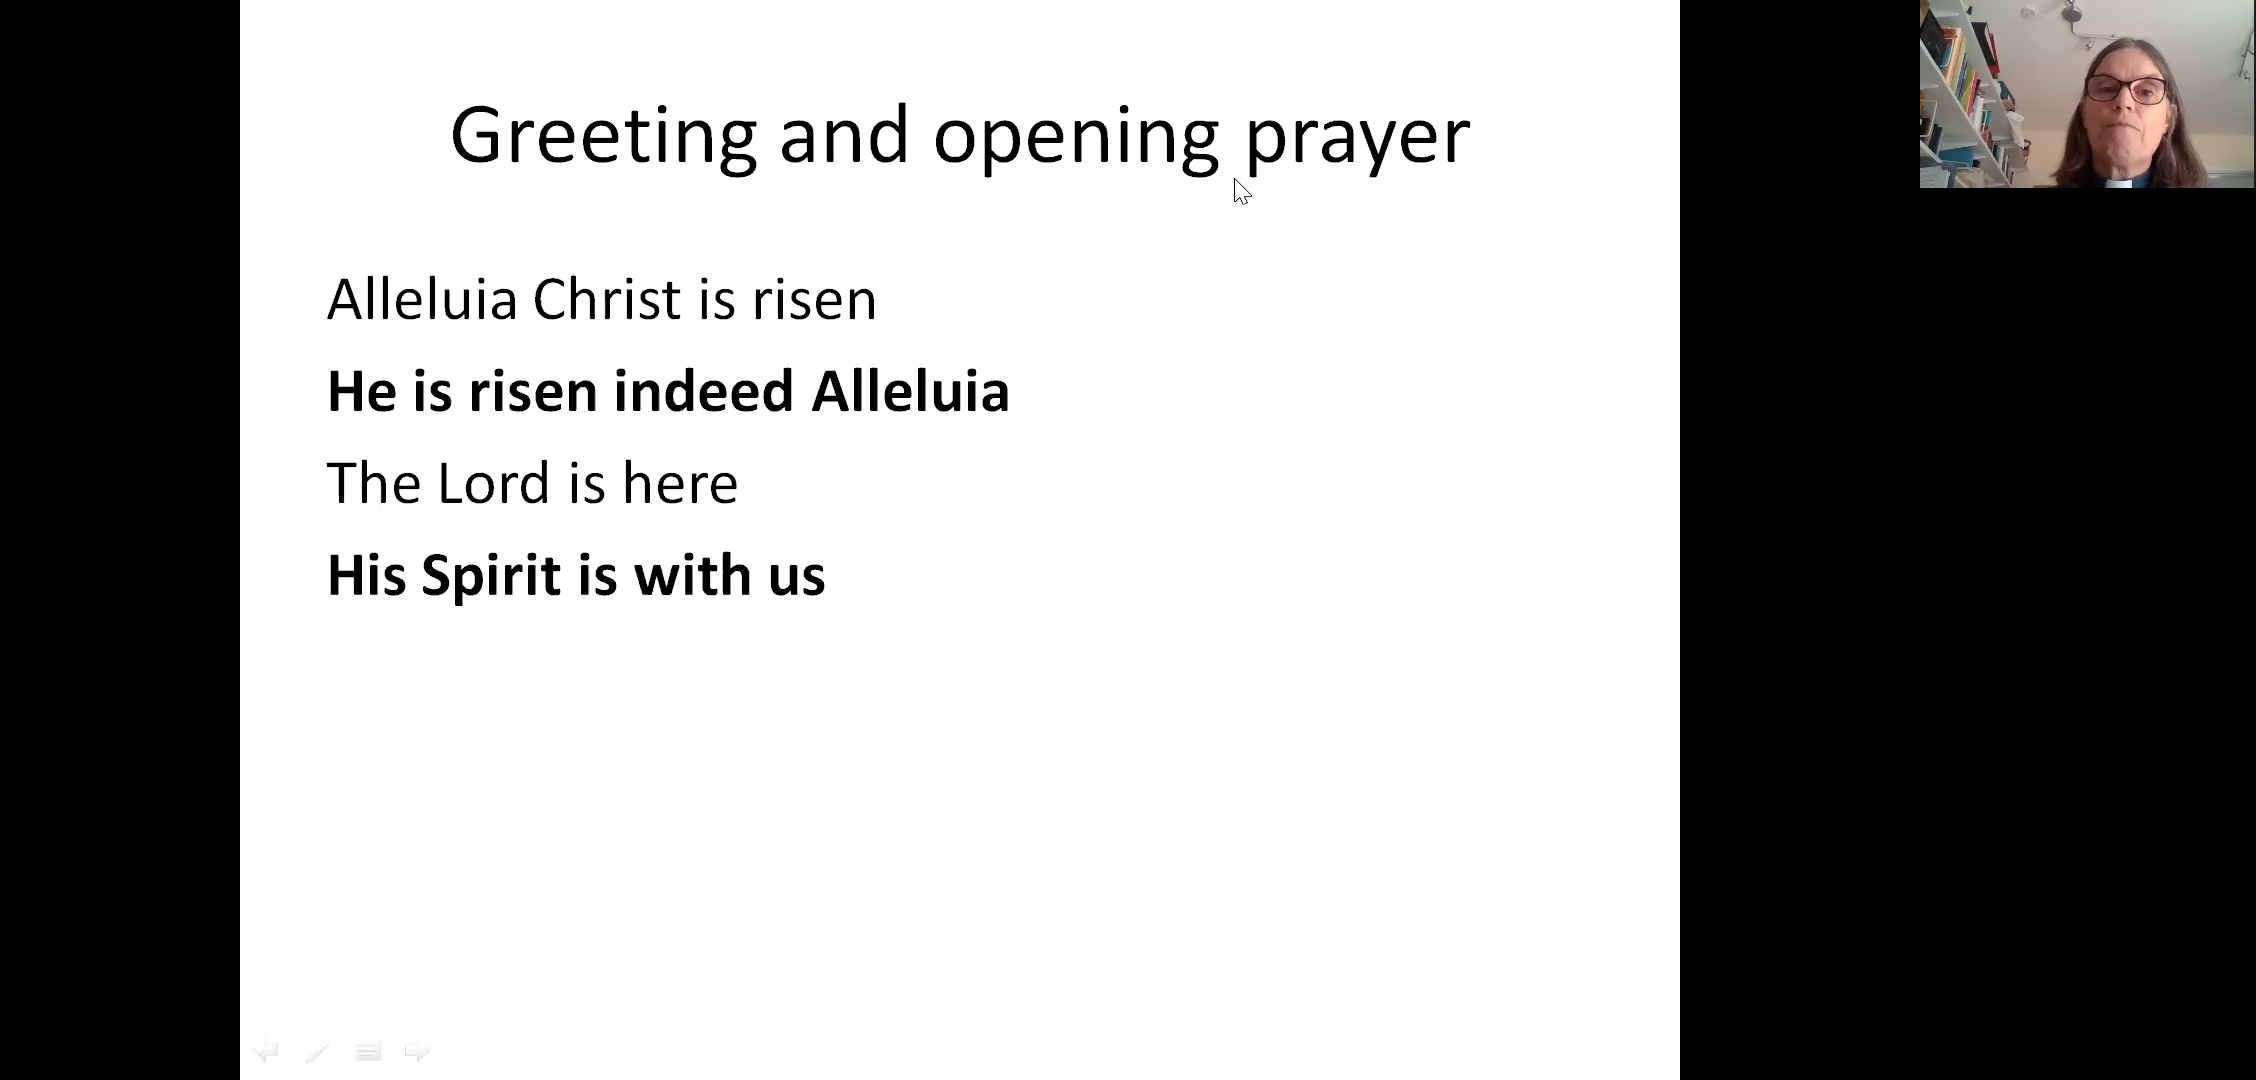 Greeting and opening prayer
Alleluia Christ is risen
He is risen indeed Alleluia
The Lord is here
His Spirit is with us